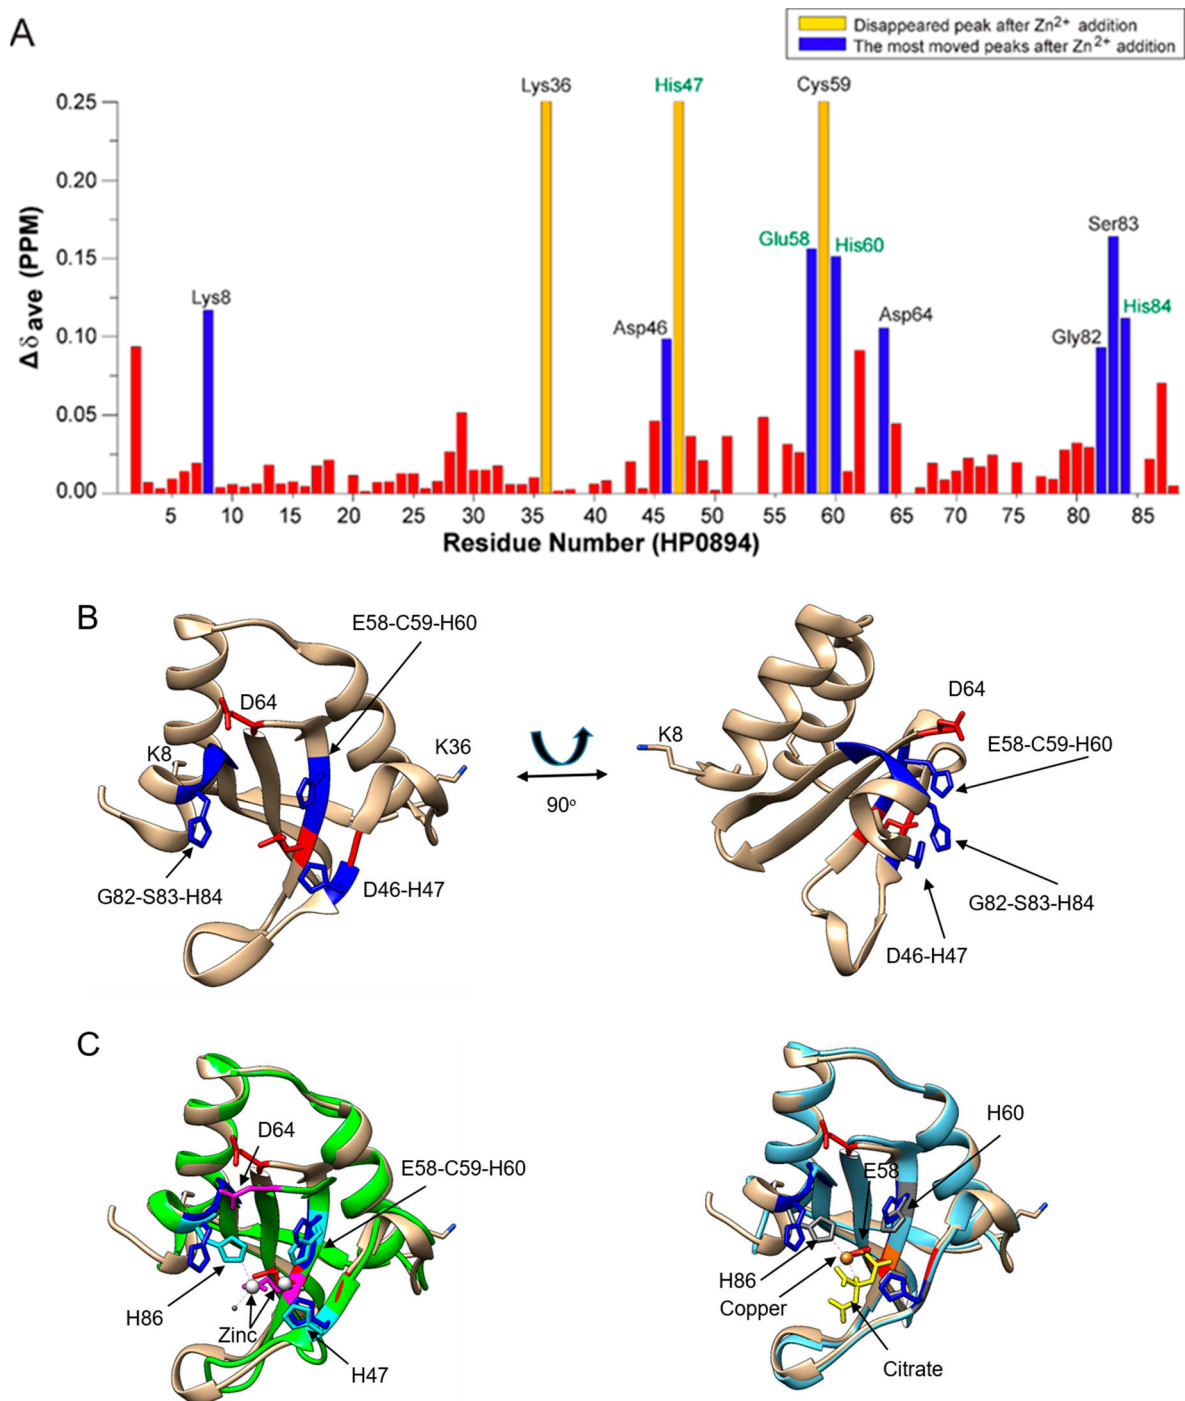 A
Disappeared peak after Zn2+ addition
The most moved peaks after Zn2+ addition
Lys36
His47
Cys59
0.25
0.20
0.15
0.10
0.05
0.00
Δδave (PPM)
Lys8
Asp46
Glu58
His60
Asp64
Ser83
Gly82
His84
5 10 15 20 25 30 35 40 45 50 55 60 65 70 75 80 85
Residue Number (HP0894)
B
E58-C59-H60
D64
K8
K36
G82-S83-H84
D46-H47
90°
D64
K8
E58-C59-H60
G82-S83-H84
D46-H47
C
D64
E58-C59-H60
H86
Zinc
H47
H60
E58
H86
Copper
Citrate